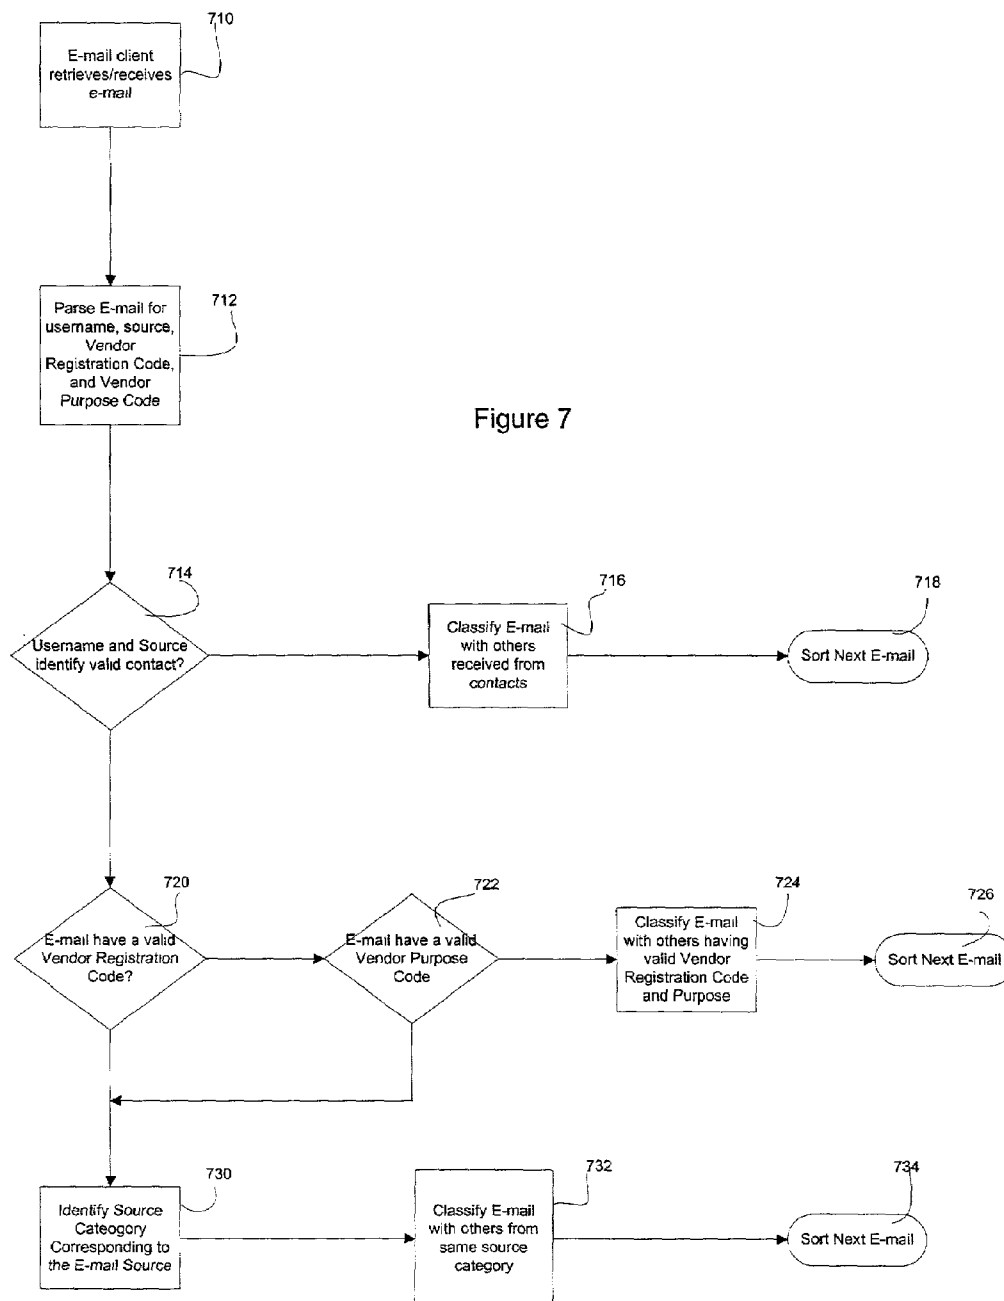 710
E-mail client
retrieves/receives
e-mail
712
Parse E-mail for
username, source,
Vendor
Registration Code,
and Vendor
Purpose Code
Figure 7
714
Username and Source
identify valid contact?
716
Classify E-mail
with others
received from
contacts
718
Sort Next E-mail
720
E-mail have a valid
Vendor Registration
Code?
722
E-mail have a valid
Vendor Purpose
Code
724
Classify E-mail
with others having
valid Vendor
Registration Code
and Purpose
726
Sort Next E-mail
730
Identify Source
Cateogory
Corresponding to
the E-mail Source
732
Classify E-mail
with others from
same source
category
734
Sort Next E-mail